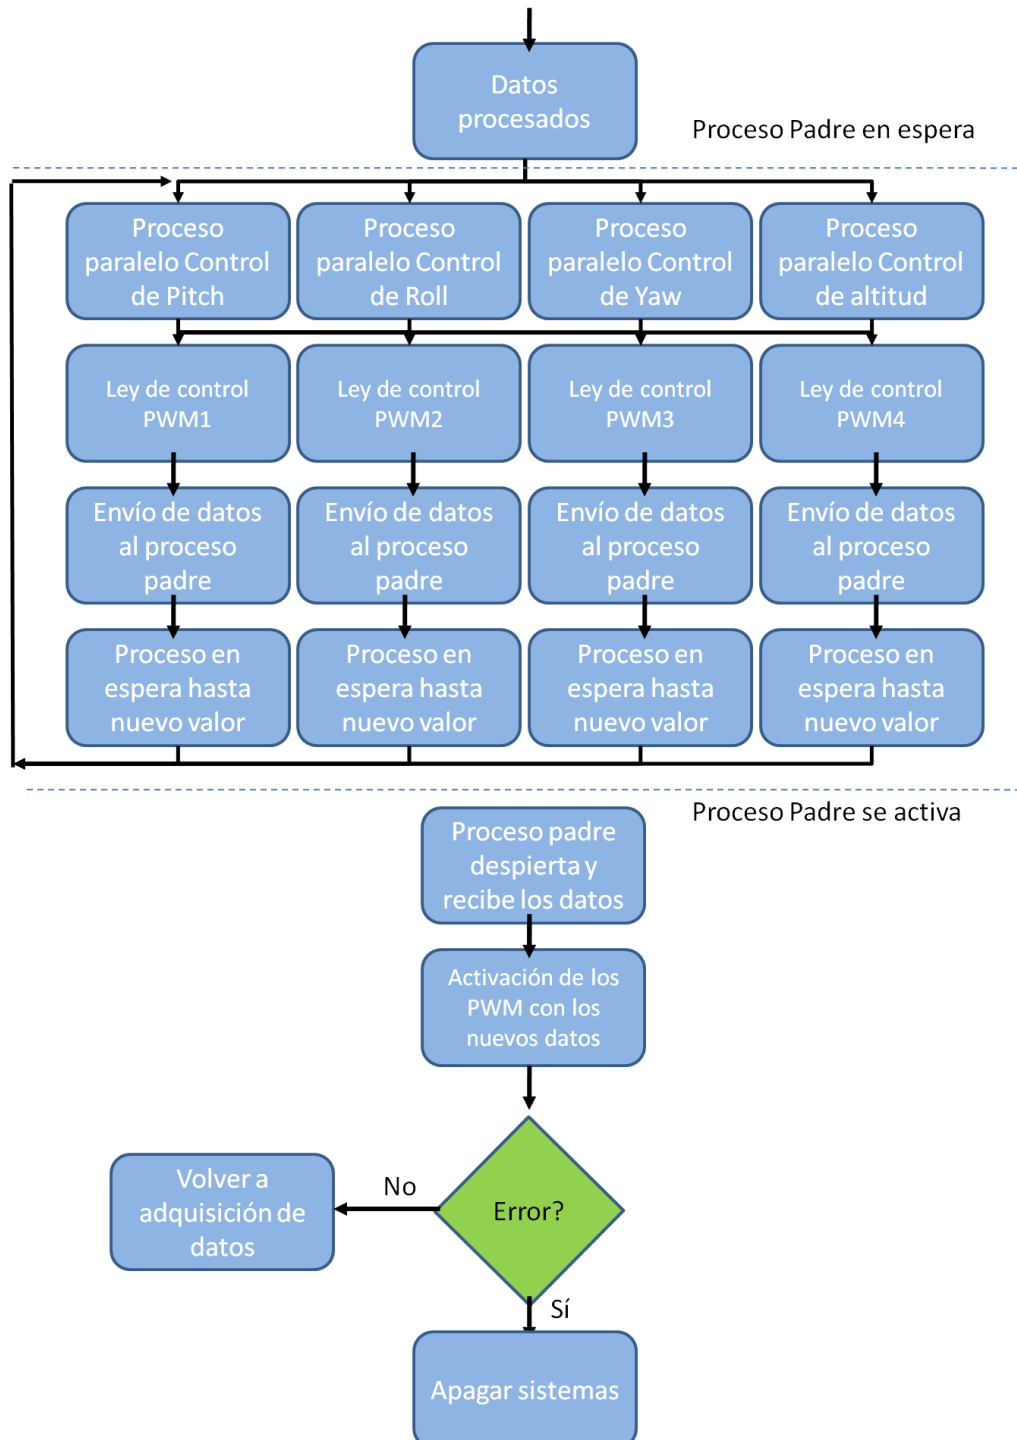 Datos
procesados
Proceso Padre en espera
Proceso
paralelo Control
de Pitch
Proceso
paralelo Control
de Roll
Proceso
paralelo Control
de Yaw
Proceso
paralelo Control
de altitud
Ley de control
PWM1
Ley de control
PWM2
Ley de control
PWM3
Ley de control
PWM4
Envío de datos
al proceso
padre
Envío de datos
al proceso
padre
Envío de datos
al proceso
padre
Envío de datos
al proceso
padre
Proceso en
espera hasta
nuevo valor
Proceso en
espera hasta
nuevo valor
Proceso en
espera hasta
nuevo valor
Proceso en
espera hasta
nuevo valor
Proceso Padre se activa
Proceso padre
despierta y
recibe los datos
Activación de los
PWM con los
nuevos datos
Error?
No
Volver a
adquisición de
datos
Sí
Apagar sistemas